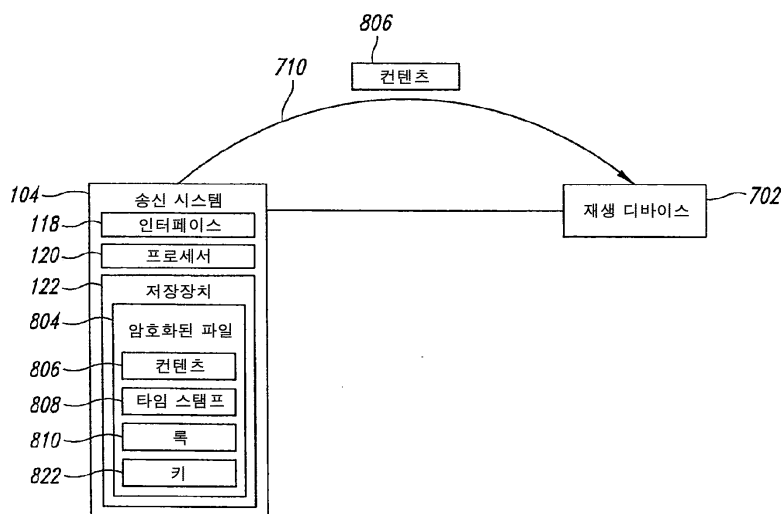 806
컨텐츠
710
104
송신 시스템
702
재생 디바이스
118
인터페이스
120
프로세서
122
저장장치
804
암호화된 파일
806
컨텐츠
808
타임 스탬프
810
록
822
키